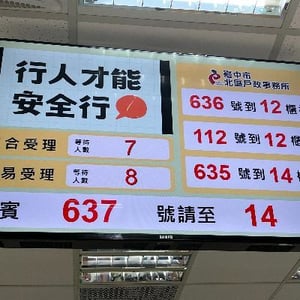 行人才能
安全行
臺中市
北區戶政事務所
636 號到 12 櫃
112 號到 12 櫃
635 號到 14 櫃
合受理 等待人數 7
易受理 等待人數 8
賓 637 號請至 14